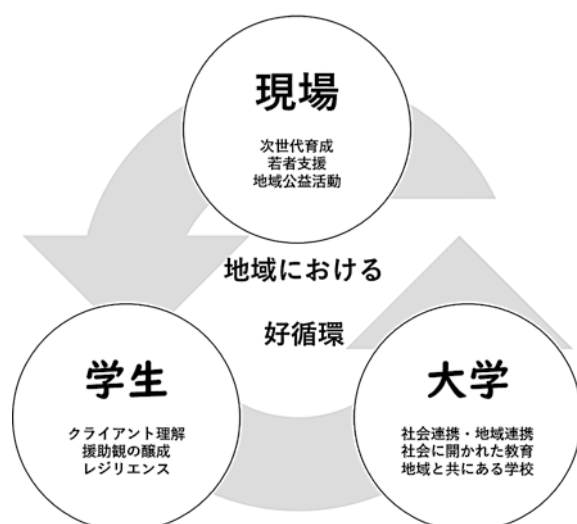 現場
次世代育成
若者支援
地域公益活動
地域における
好循環
学生
クライアント理解
援助観の醸成
レジリエンス
大学
社会連携・地域連携
社会に開かれた教育
地域と共にある学校